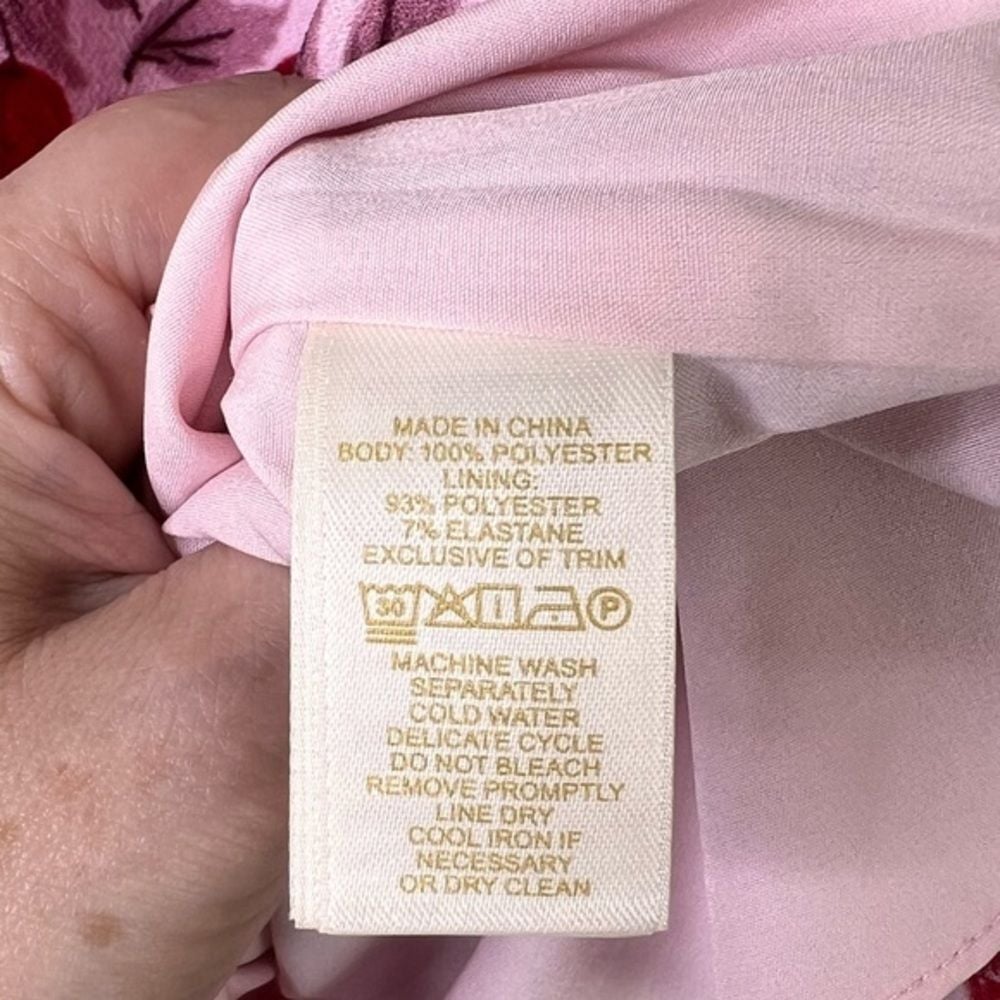 MADE IN CHINA
BODY: 100% POLYESTER
LINING:
93% POLYESTER
7% ELASTANE
EXCLUSIVE OF TRIM
30 P
MACHINE WASH
SEPARATELY
COLD WATER
DELICATE CYCLE
DO NOT BLEACH
REMOVE PROMPTLY
LINE DRY
COOL IRON IF
NECESSARY
OR DRY CLEAN